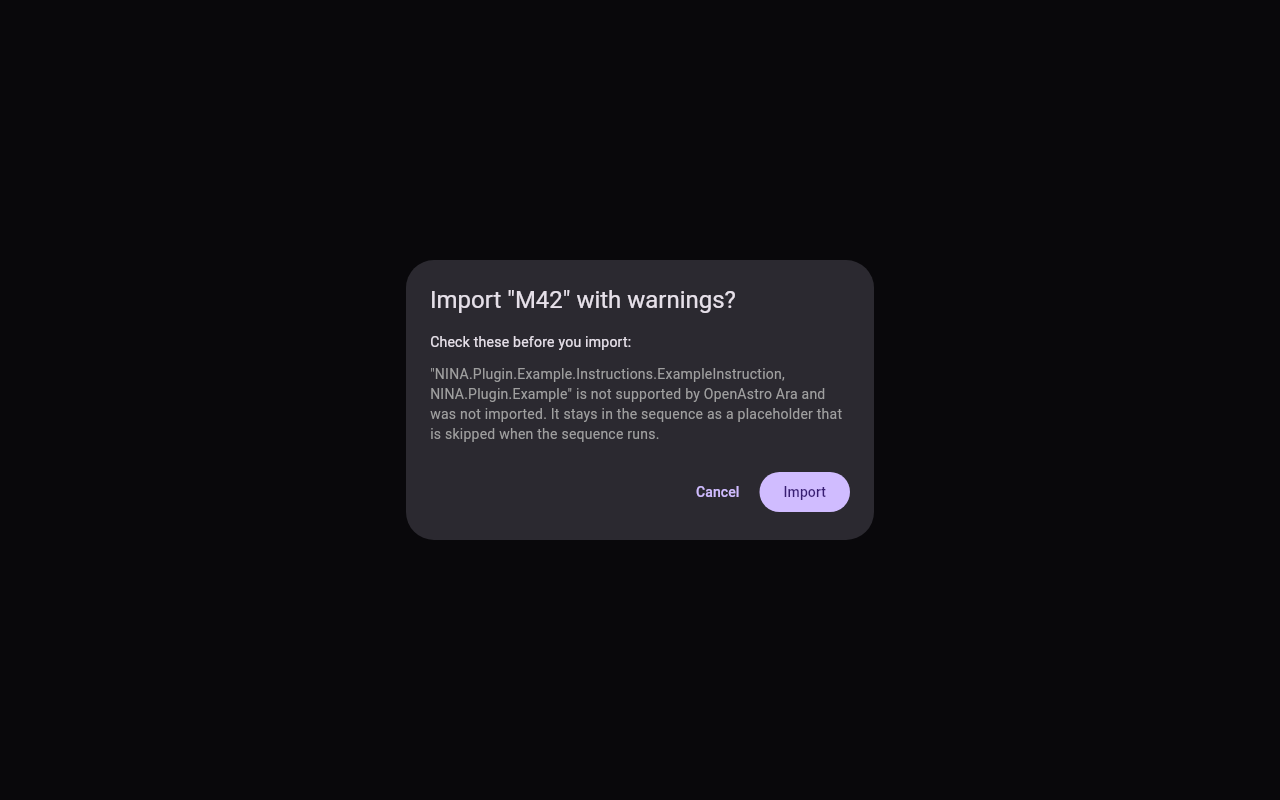 Import "M42" with warnings?
Check these before you import:
"NINA.Plugin.Example.Instructions.ExampleInstruction,
NINA.Plugin.Example" is not supported by OpenAstro Ara and
was not imported. It stays in the sequence as a placeholder that
is skipped when the sequence runs.
Cancel
Import